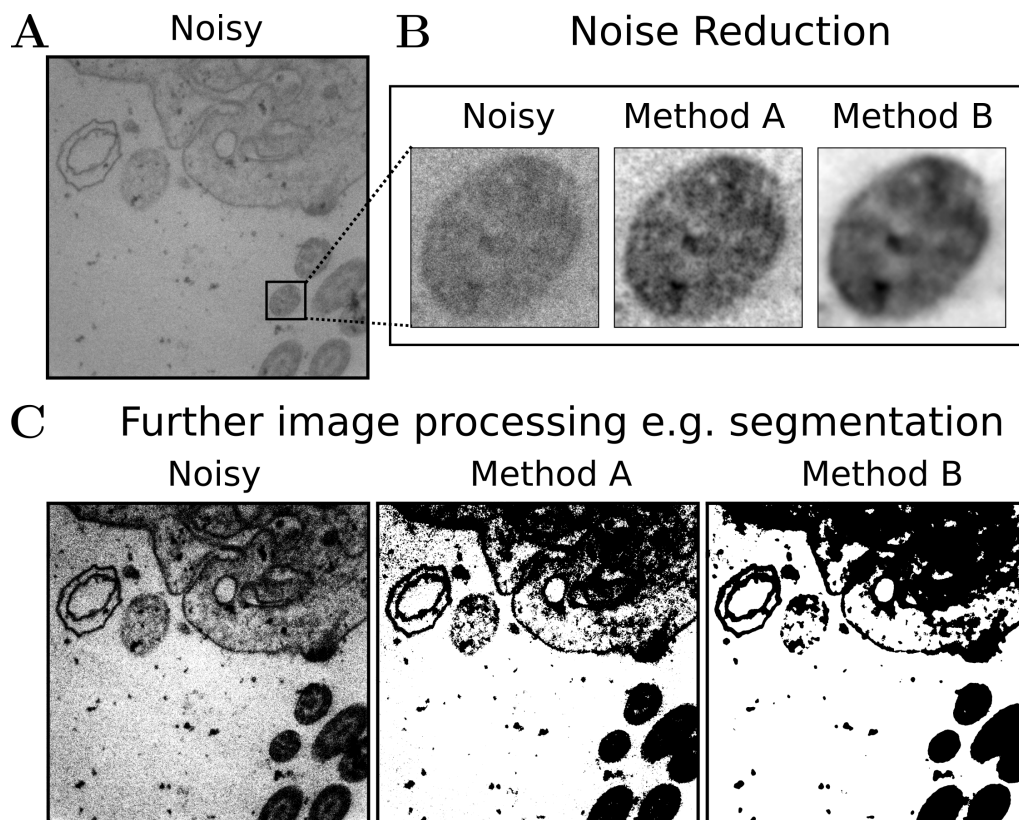 A
Noisy
B
Noise Reduction
Noisy
Method A
Method B
C
Further image processing e.g. segmentation
Noisy
Method A
Method B